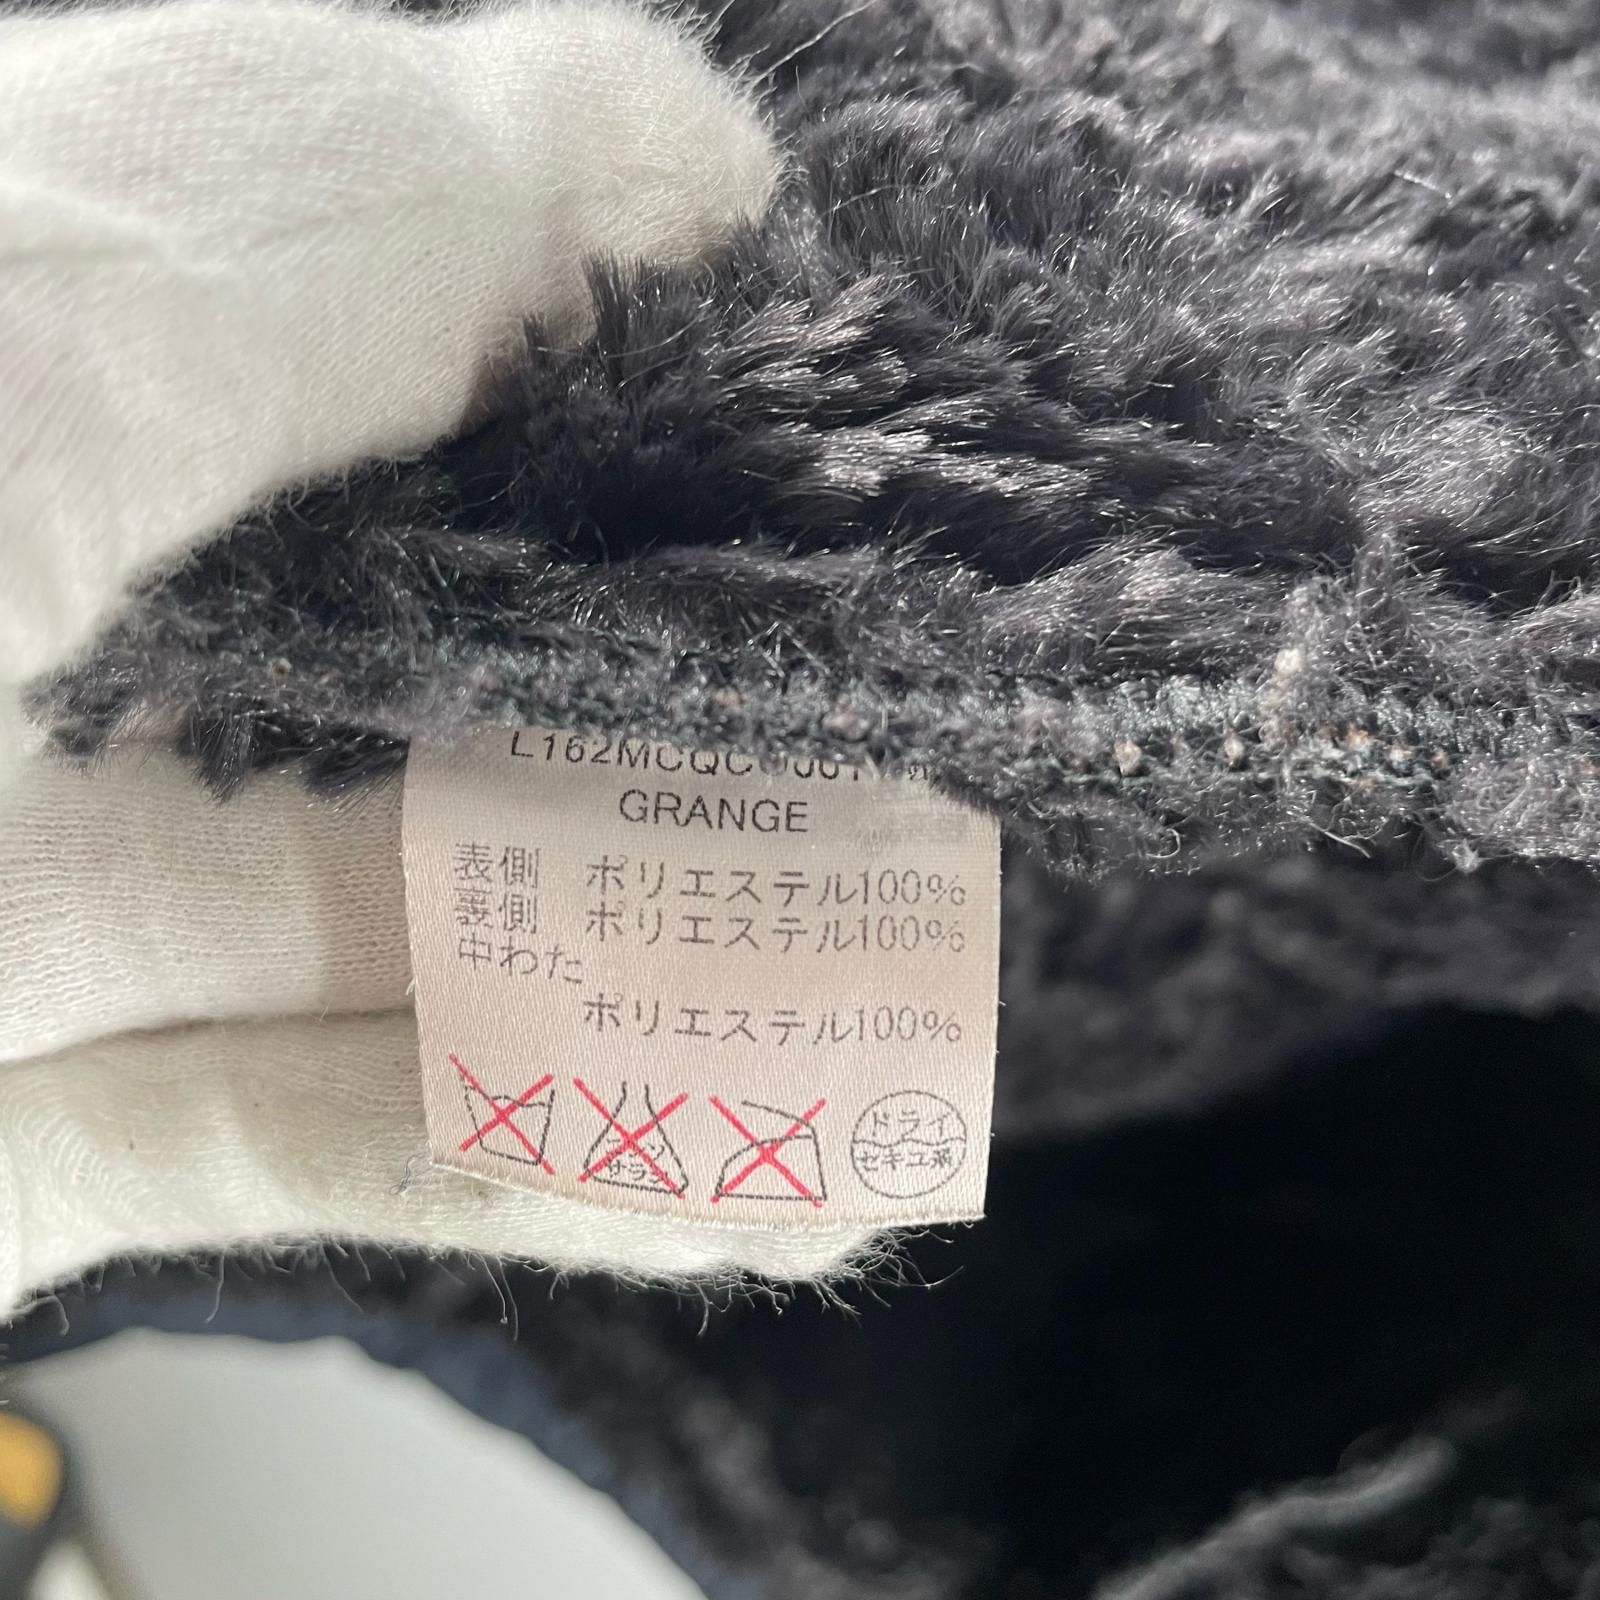 GRANGE
表側 ポリエステル100%
裏側 ポリエステル100%
中わた
ポリエステル100%
ドライ
セキユ系